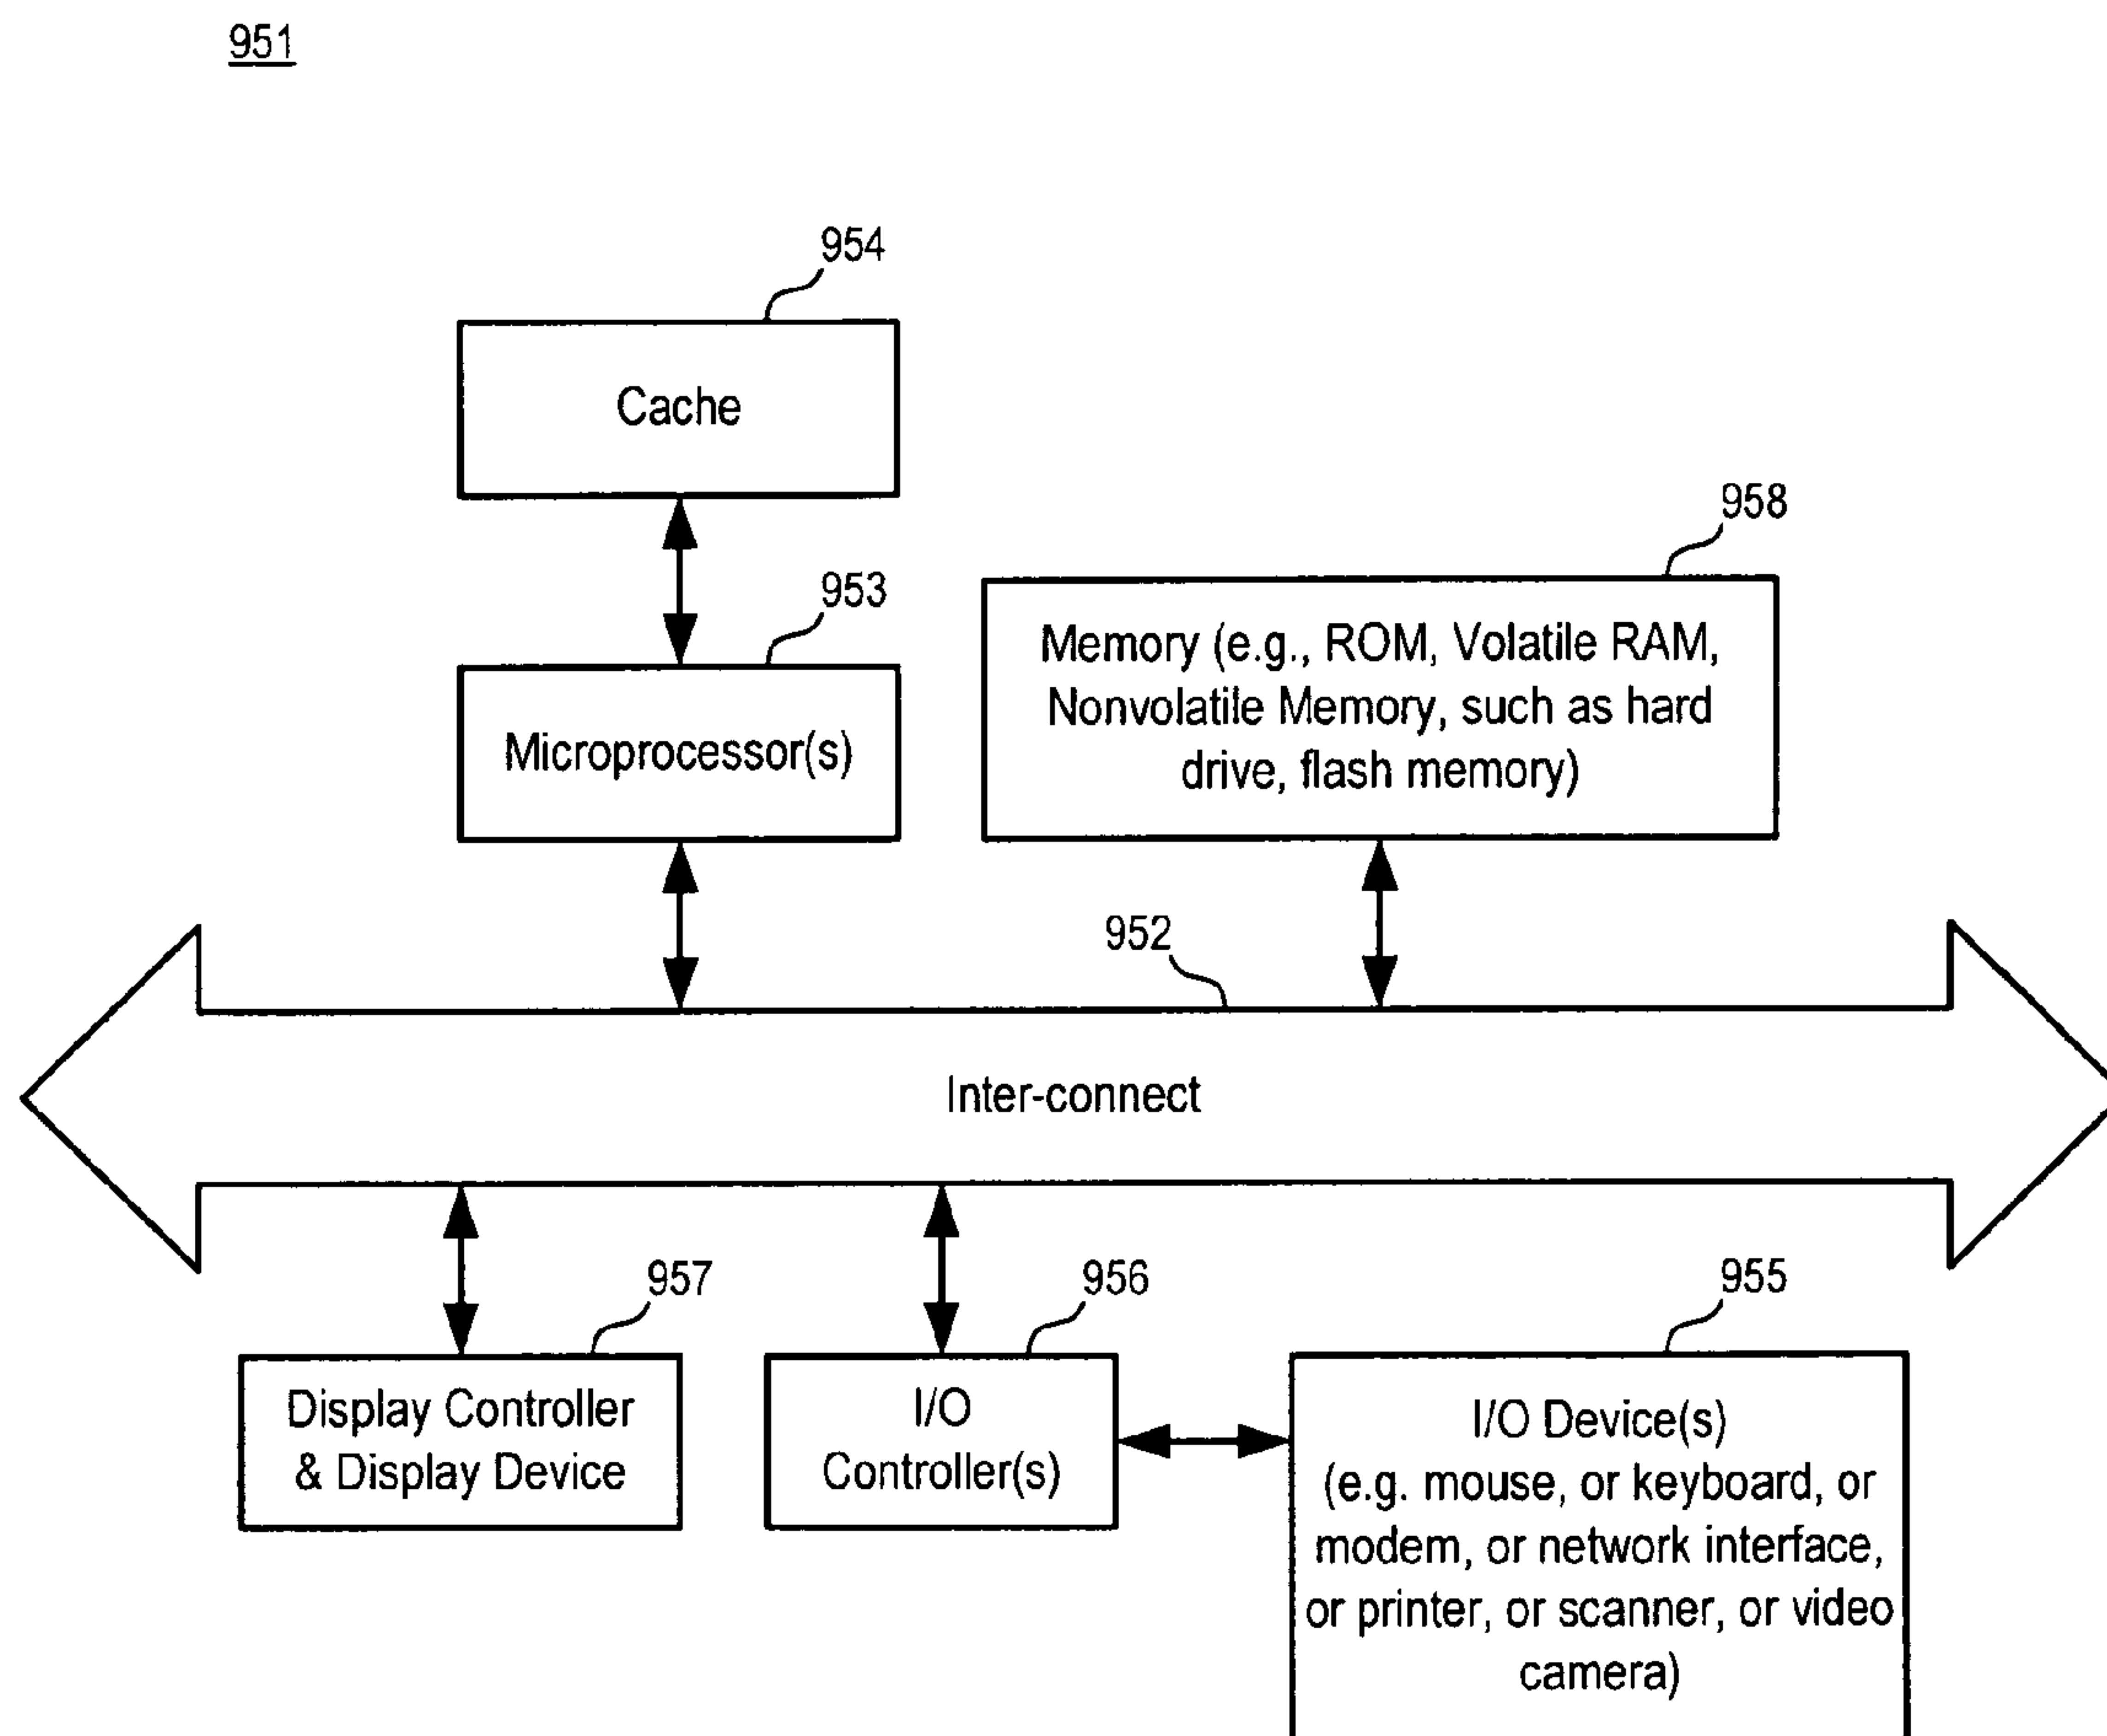 951
954
Cache
958
953
Memory (e.g., ROM, Volatile RAM,
Nonvolatile Memory, such as hard
drive, flash memory)
Microprocessor(s)
952
Inter-connect
957
956
955
Display Controller
& Display Device
I/O
Controller(s)
I/O Device(s)
(e.g. mouse, or keyboard, or
modem, or network interface,
or printer, or scanner, or video
camera)